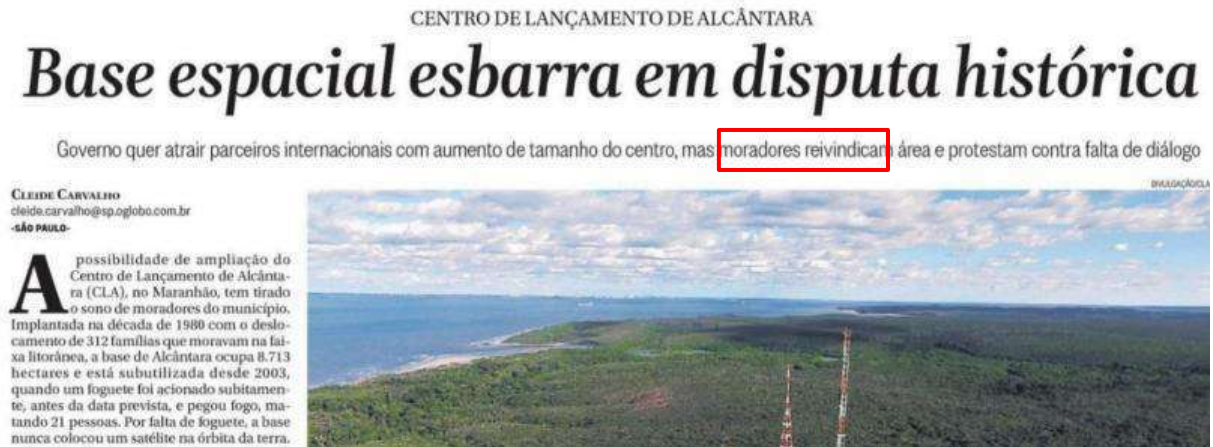 CENTRO DE LANÇAMENTO DE ALCÂNTARA
Base espacial esbarra em disputa histórica
Governo quer atrair parceiros internacionais com aumento de tamanho do centro, mas moradores reivindicam área e protestam contra falta de diálogo
DIVULGAÇÃO/CLA
CLEIDE CARVALHO
cleide.carvalho@sp.oglobo.com.br
-SÃO PAULO-
A possibilidade de ampliação do
Centro de Lançamento de Alcânta-
ra (CLA), no Maranhão, tem tirado
o sono de moradores do município.
Implantada na década de 1980 com o deslo-
camento de 312 famílias que moravam na fai-
xa litorânea, a base de Alcântara ocupa 8.713
hectares e está subutilizada desde 2003,
quando um foguete foi acionado subitamen-
te, antes da data prevista, e pegou fogo, ma-
tando 21 pessoas. Por falta de foguete, a base
nunca colocou um satélite na órbita da terra.